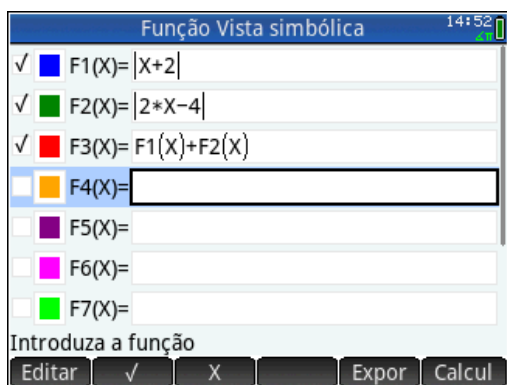 Função Vista simbólica 14:52 ∡π
√ F1(X)= |X+2|
√ F2(X)= |2*X−4|
√ F3(X)= F1(X)+F2(X)
F4(X)=
F5(X)=
F6(X)=
F7(X)=
Introduza a função
Editar √ X Expor Calcul